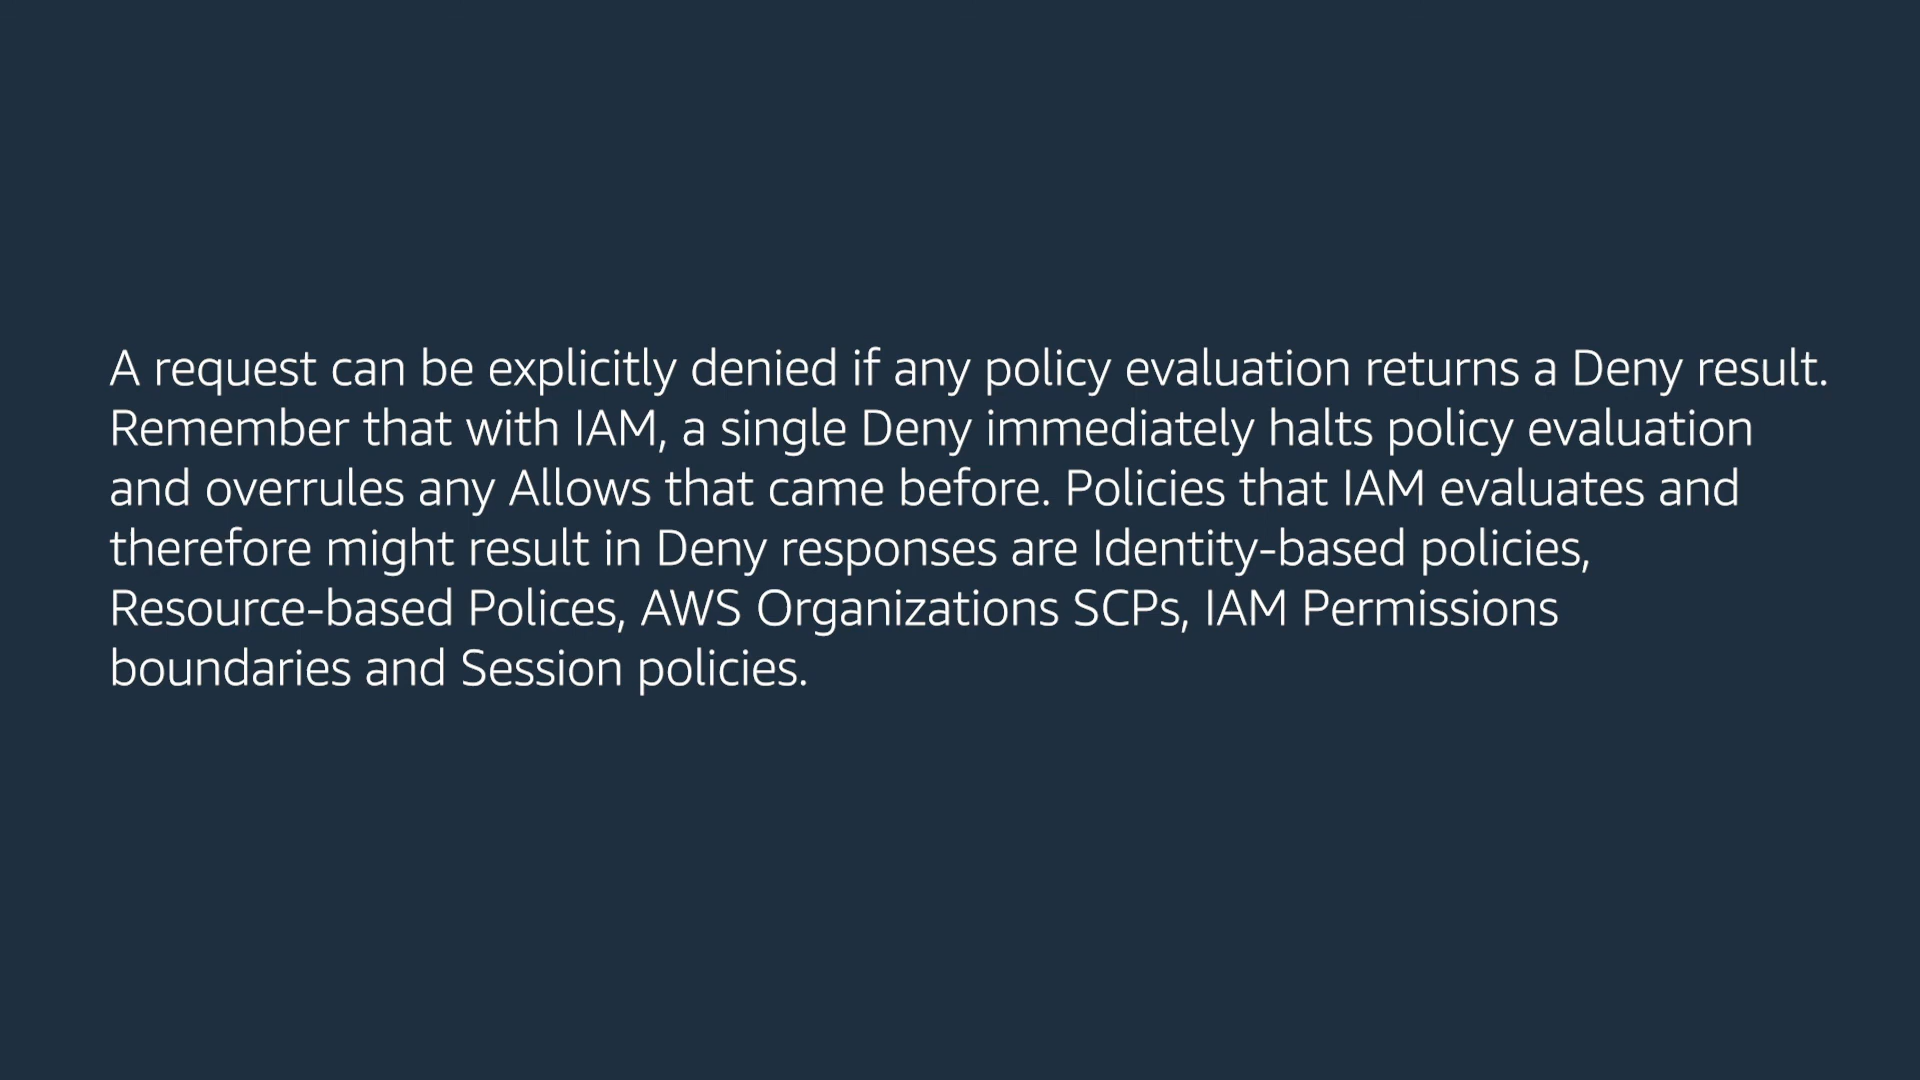 A request can be explicitly denied if any policy evaluation returns a Deny result.
Remember that with IAM, a single Deny immediately halts policy evaluation
and overrules any Allows that came before. Policies that IAM evaluates and
therefore might result in Deny responses are Identity-based policies,
Resource-based Polices, AWS Organizations SCPs, IAM Permissions
boundaries and Session policies.